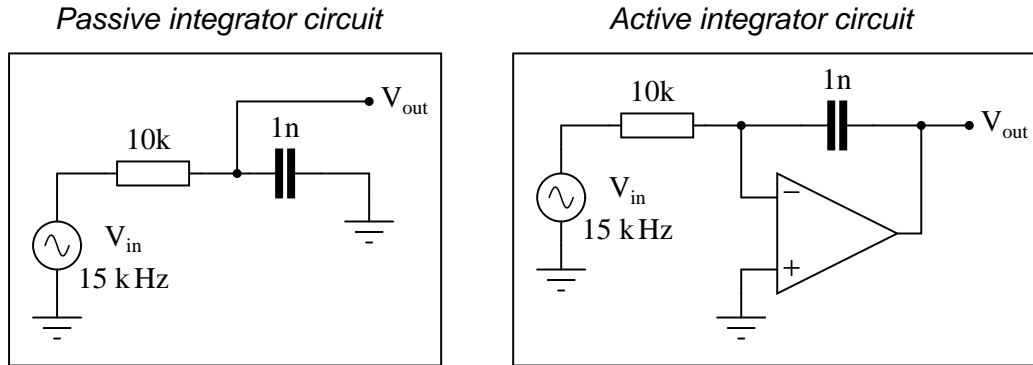 Passive integrator circuit
V_out
1n
10k
V_in
15 kHz
Active integrator circuit
1n
10k
V_out
V_in
15 kHz
−
+